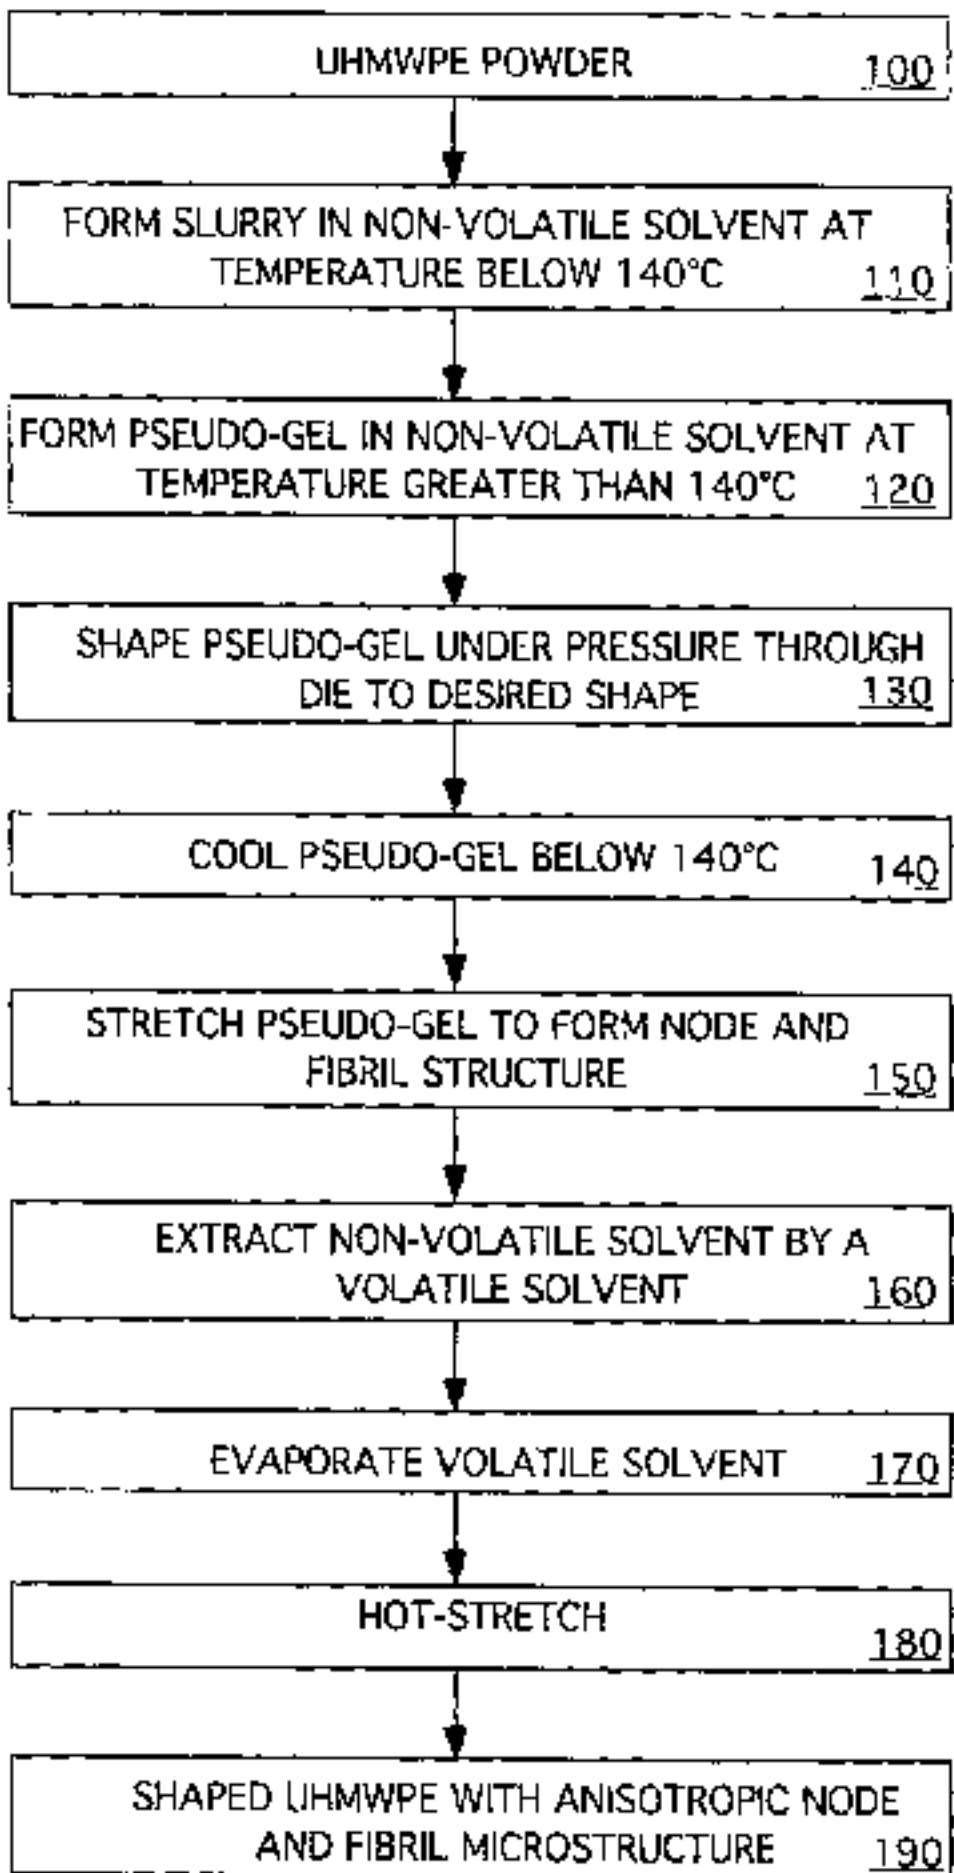 UHMWPE POWDER 100
FORM SLURRY IN NON-VOLATILE SOLVENT AT
TEMPERATURE BELOW 140°C 110
FORM PSEUDO-GEL IN NON-VOLATILE SOLVENT AT
TEMPERATURE GREATER THAN 140°C 120
SHAPE PSEUDO-GEL UNDER PRESSURE THROUGH
DIE TO DESIRED SHAPE 130
COOL PSEUDO-GEL BELOW 140°C 140
STRETCH PSEUDO-GEL TO FORM NODE AND
FIBRIL STRUCTURE 150
EXTRACT NON-VOLATILE SOLVENT BY A
VOLATILE SOLVENT 160
EVAPORATE VOLATILE SOLVENT 170
HOT-STRETCH 180
SHAPED UHMWPE WITH ANISOTROPIC NODE
AND FIBRIL MICROSTRUCTURE 190